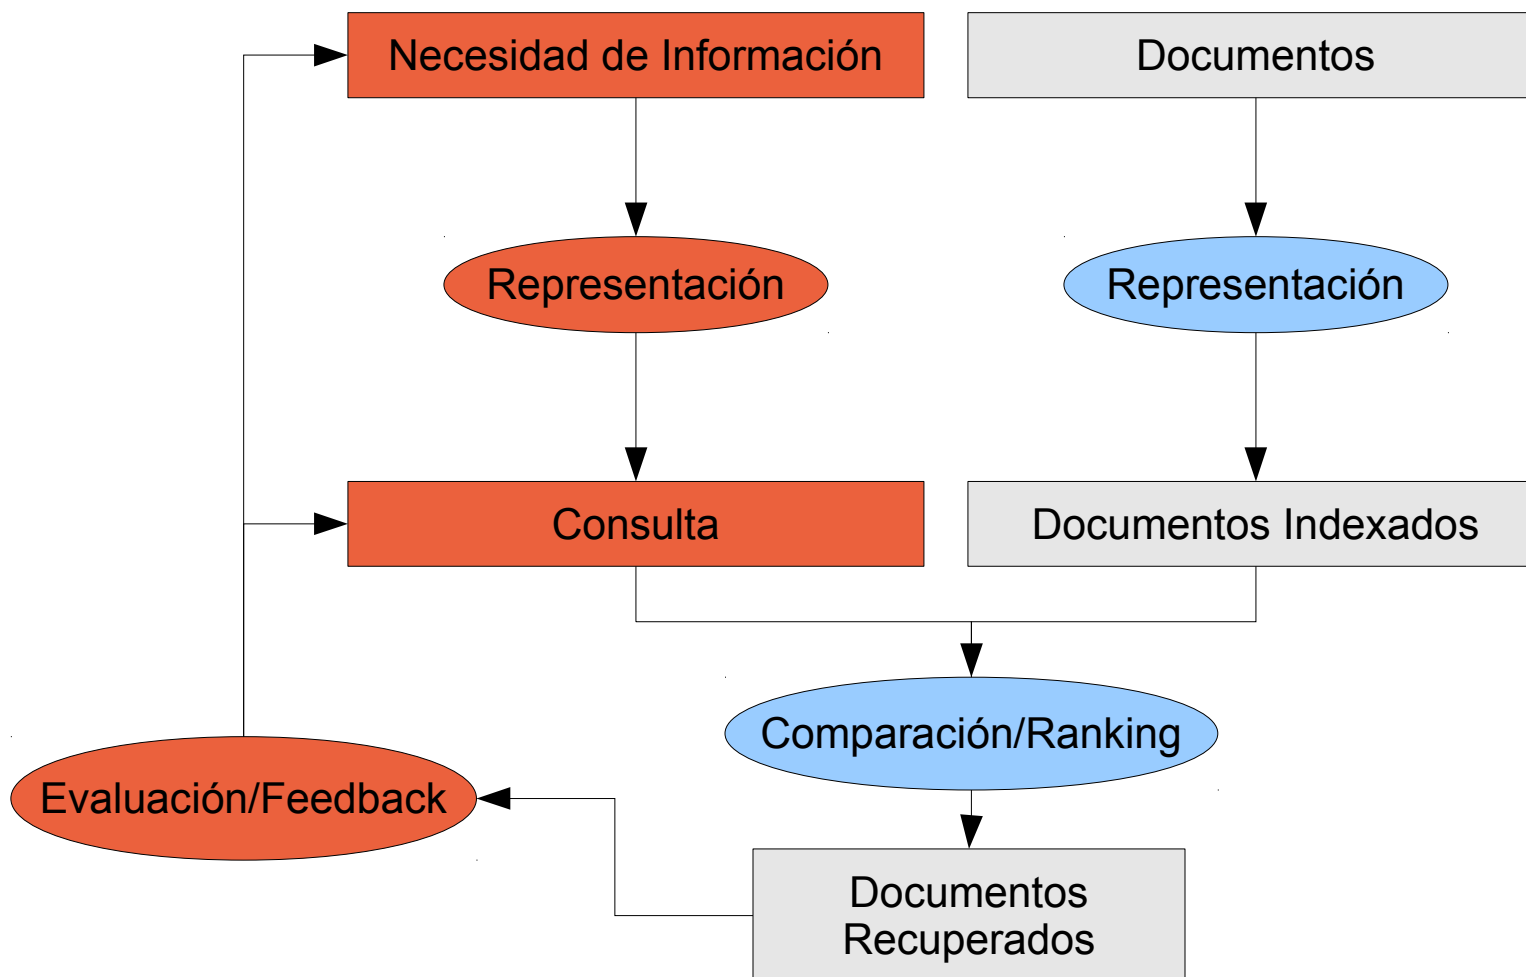 Necesidad de Información
Documentos
Representación
Representación
Consulta
Documentos Indexados
Comparación/Ranking
Evaluación/Feedback
Documentos
Recuperados